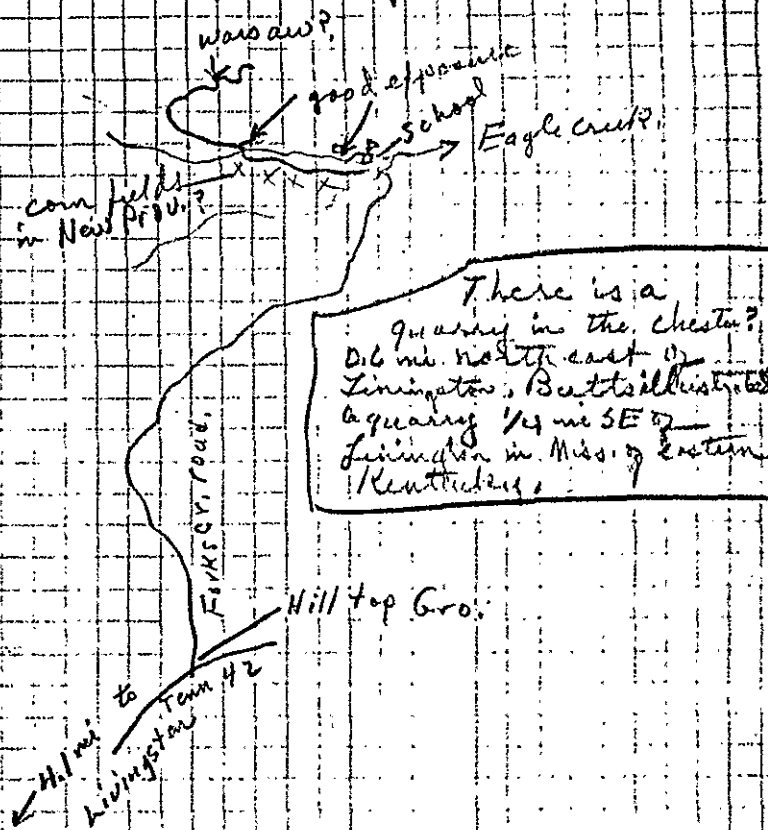 Warsaw?
good exposure
School
Eagle creek.
corn fields
in New Prov.?
There is a
quarry in the Chester?
0.6 mi. north east of
Livingston. Butts illustrated
a quarry 1/4 mi SE of
in Miss. of eastern
Kentucky.
Forks Cr. road.
Hill top Gro.
Tenn 42
4.1 mi to
Livingston